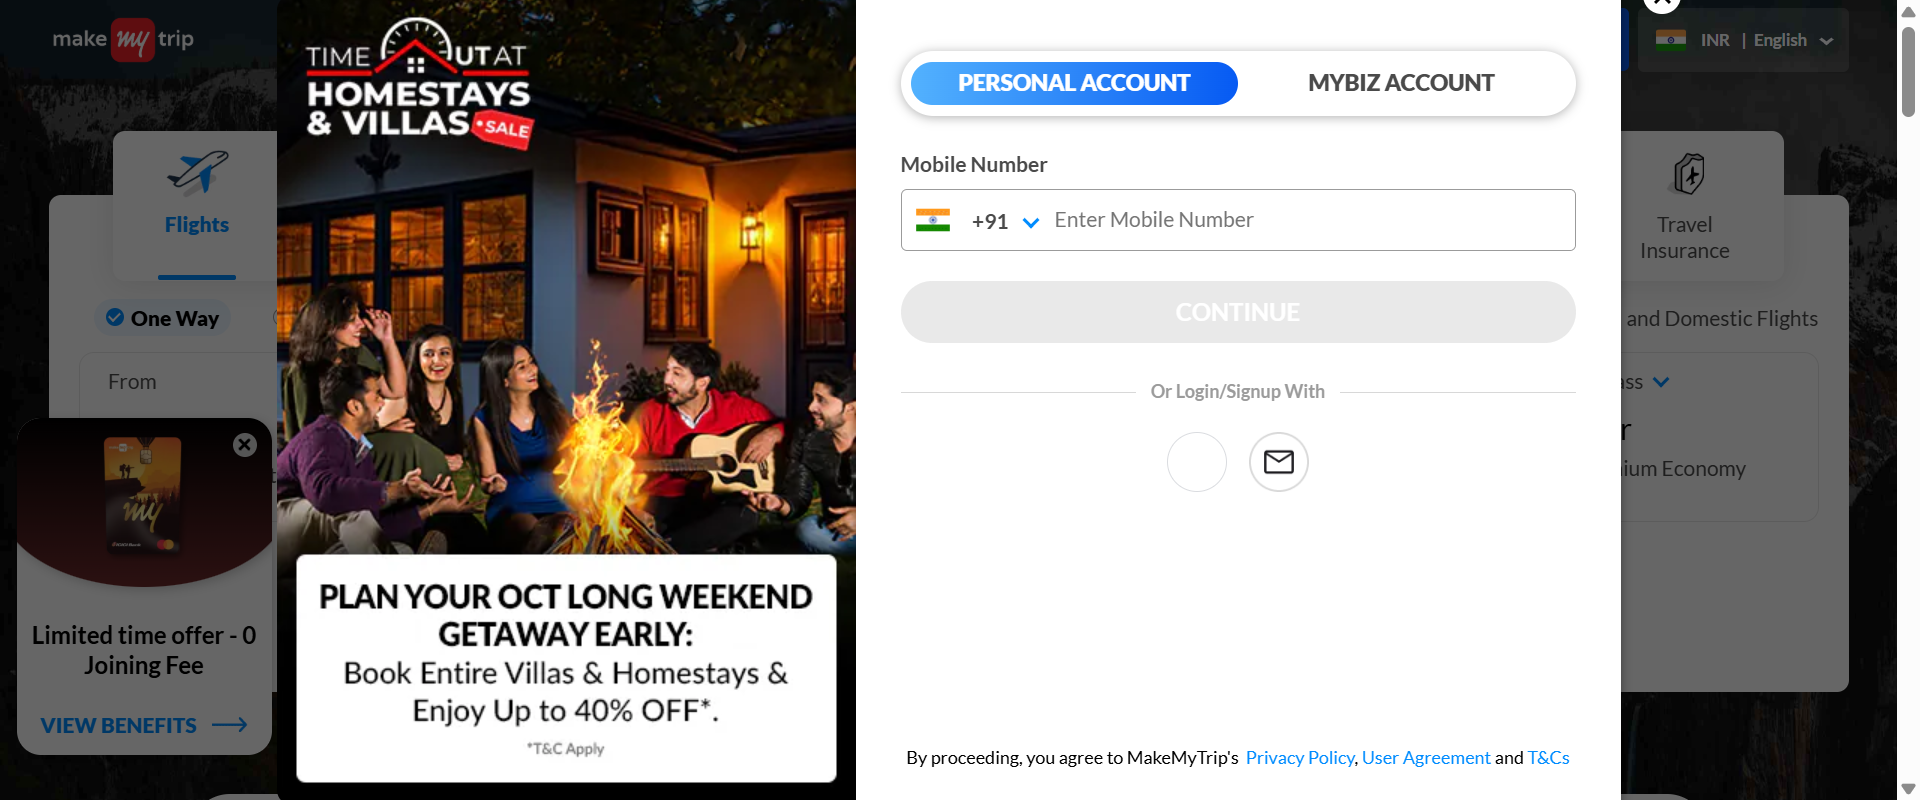 make my trip
INR | English
Flights
Travel
Insurance
One Way
and Domestic Flights
From
Limited time offer - 0
Joining Fee
VIEW BENEFITS
TIME OUT AT
HOMESTAYS
& VILLAS SALE
PLAN YOUR OCT LONG WEEKEND
GETAWAY EARLY:
Book Entire Villas & Homestays &
Enjoy Up to 40% OFF*.
*T&C Apply
PERSONAL ACCOUNT
MYBIZ ACCOUNT
Mobile Number
+91 Enter Mobile Number
CONTINUE
Or Login/Signup With
By proceeding, you agree to MakeMyTrip's Privacy Policy, User Agreement and T&Cs
my
Economy